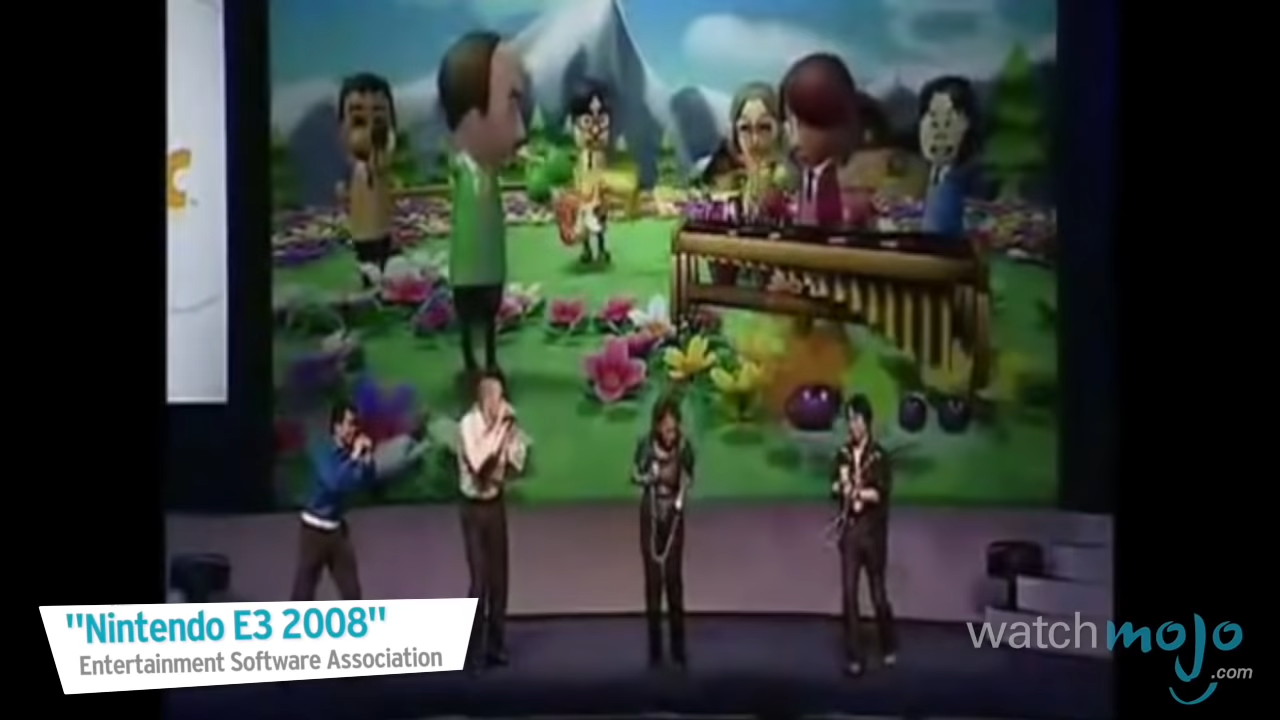 "Nintendo E3 2008"
Entertainment Software Association
watchmojo
.com